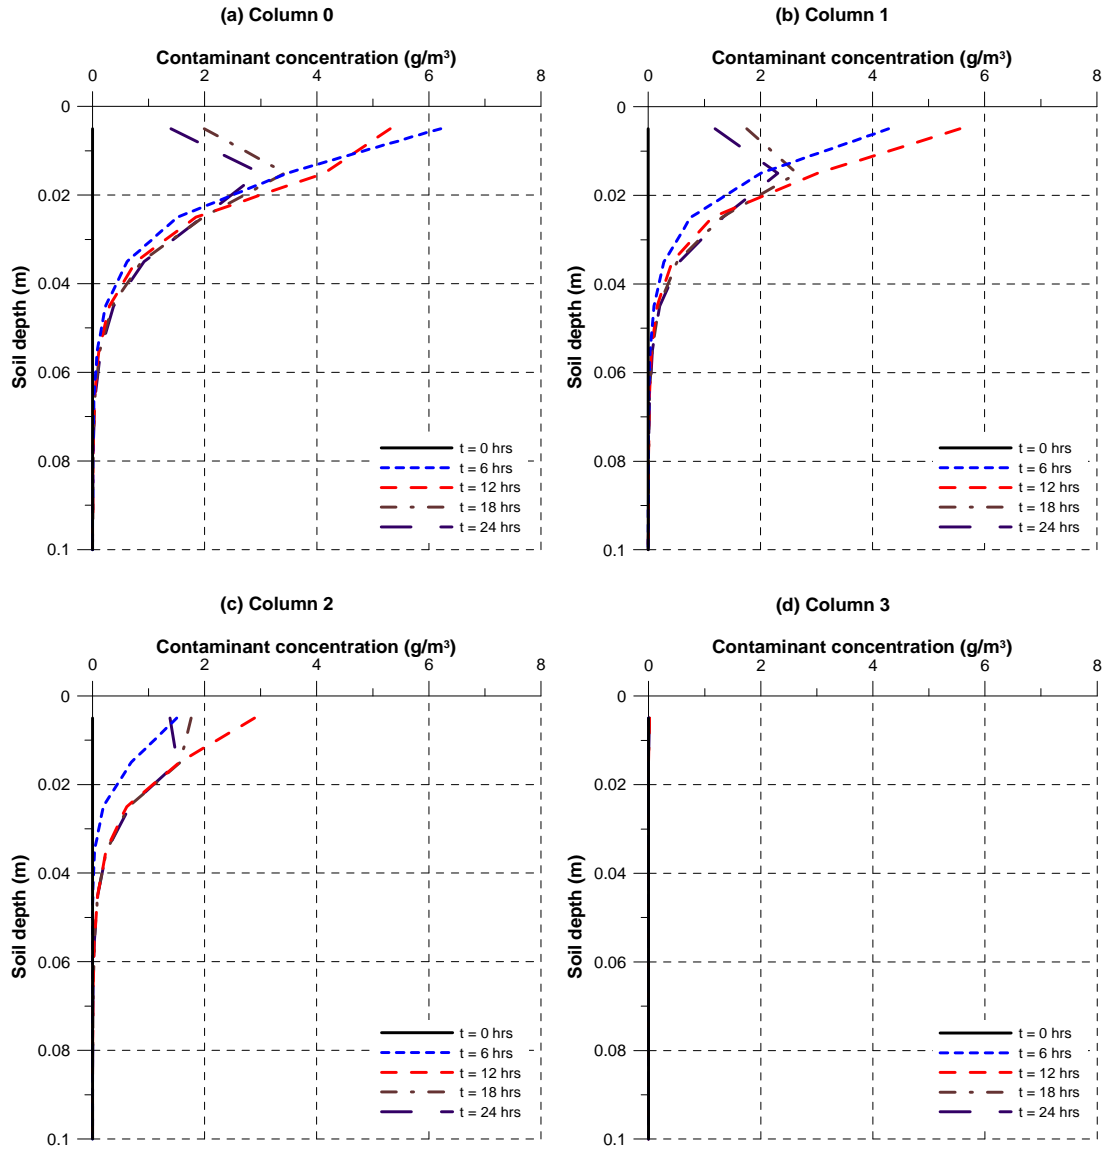 (a) Column 0
Contaminant concentration (g/m³)
0 2 4 6 8
0
0.02
0.04
0.06
0.08
0.1
Soil depth (m)
t = 0 hrs
t = 6 hrs
t = 12 hrs
t = 18 hrs
t = 24 hrs
(b) Column 1
Contaminant concentration (g/m³)
0 2 4 6 8
0
0.02
0.04
0.06
0.08
0.1
Soil depth (m)
t = 0 hrs
t = 6 hrs
t = 12 hrs
t = 18 hrs
t = 24 hrs
(c) Column 2
Contaminant concentration (g/m³)
0 2 4 6 8
0
0.02
0.04
0.06
0.08
0.1
Soil depth (m)
t = 0 hrs
t = 6 hrs
t = 12 hrs
t = 18 hrs
t = 24 hrs
(d) Column 3
Contaminant concentration (g/m³)
0 2 4 6 8
0
0.02
0.04
0.06
0.08
0.1
Soil depth (m)
t = 0 hrs
t = 6 hrs
t = 12 hrs
t = 18 hrs
t = 24 hrs